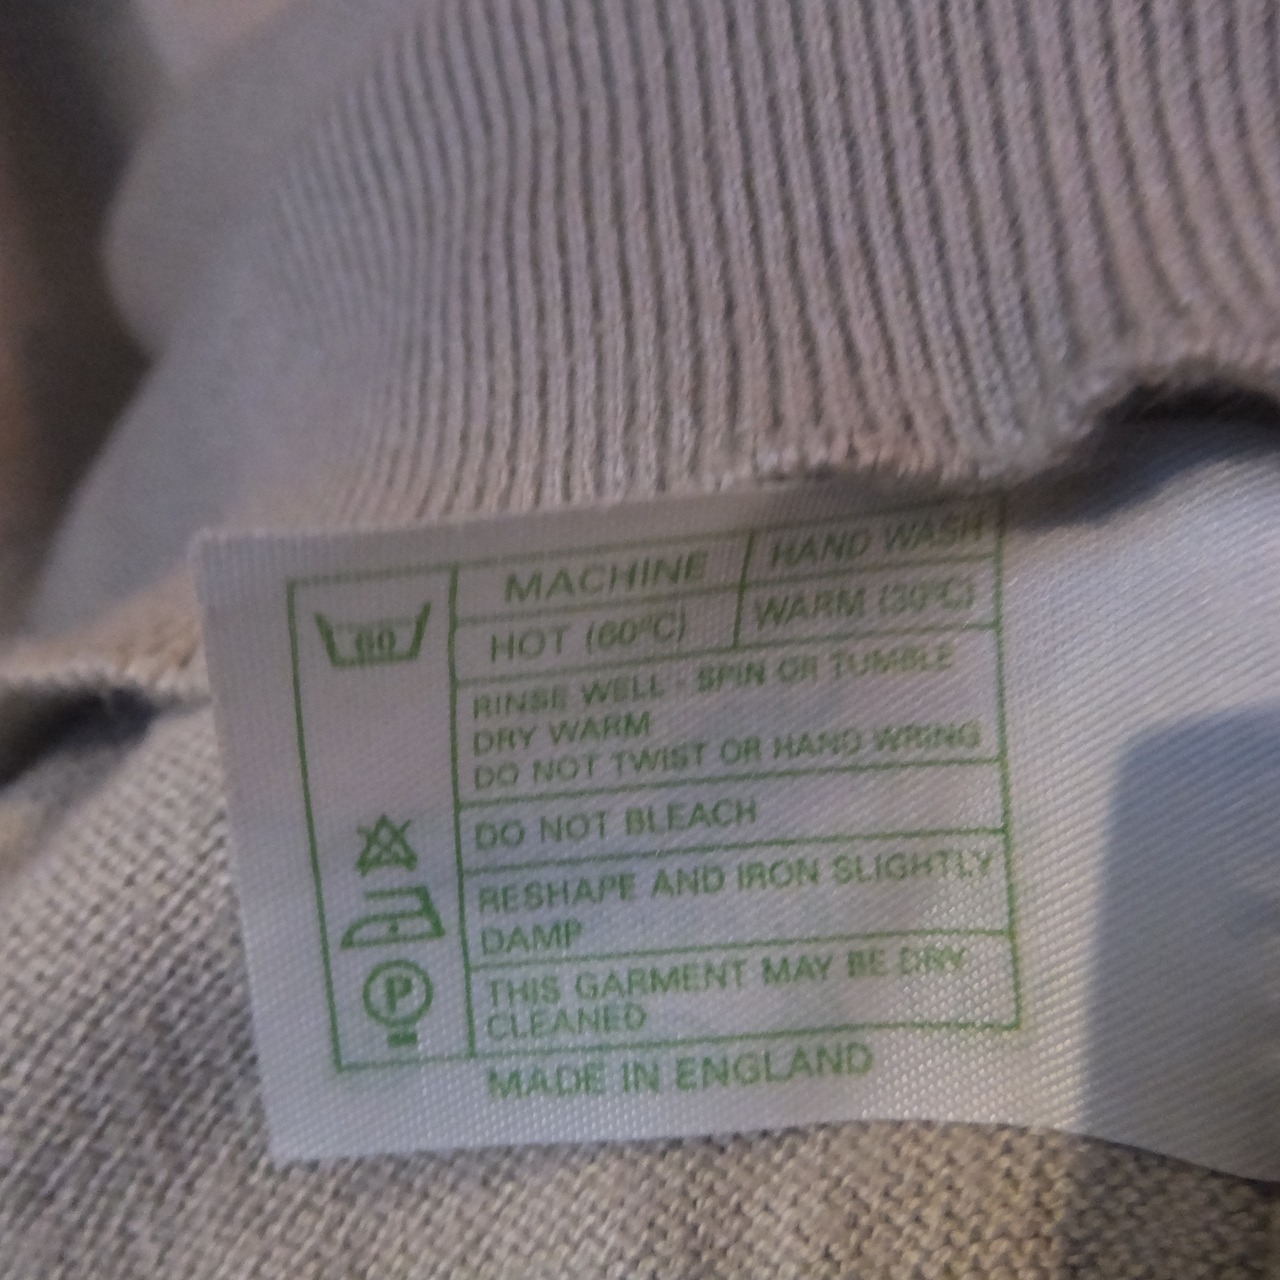 MACHINE
HAND WASH
60
HOT (60°C)
WARM (30°C)
RINSE WELL - SPIN OR TUMBLE
DRY WARM
DO NOT TWIST OR HAND WRING
DO NOT BLEACH
RESHAPE AND IRON SLIGHTLY
DAMP
P
THIS GARMENT MAY BE DRY
CLEANED
MADE IN ENGLAND